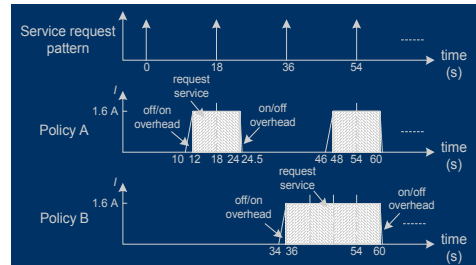 Service request pattern
0 18 36 54
time (s)
Policy A
I
1.6 A
off/on overhead
request service
on/off overhead
10 12 18 24 24.5 46 48 54 60
time (s)
Policy B
I
1.6 A
off/on overhead
request service
on/off overhead
34 36 48 54 60
time (s)